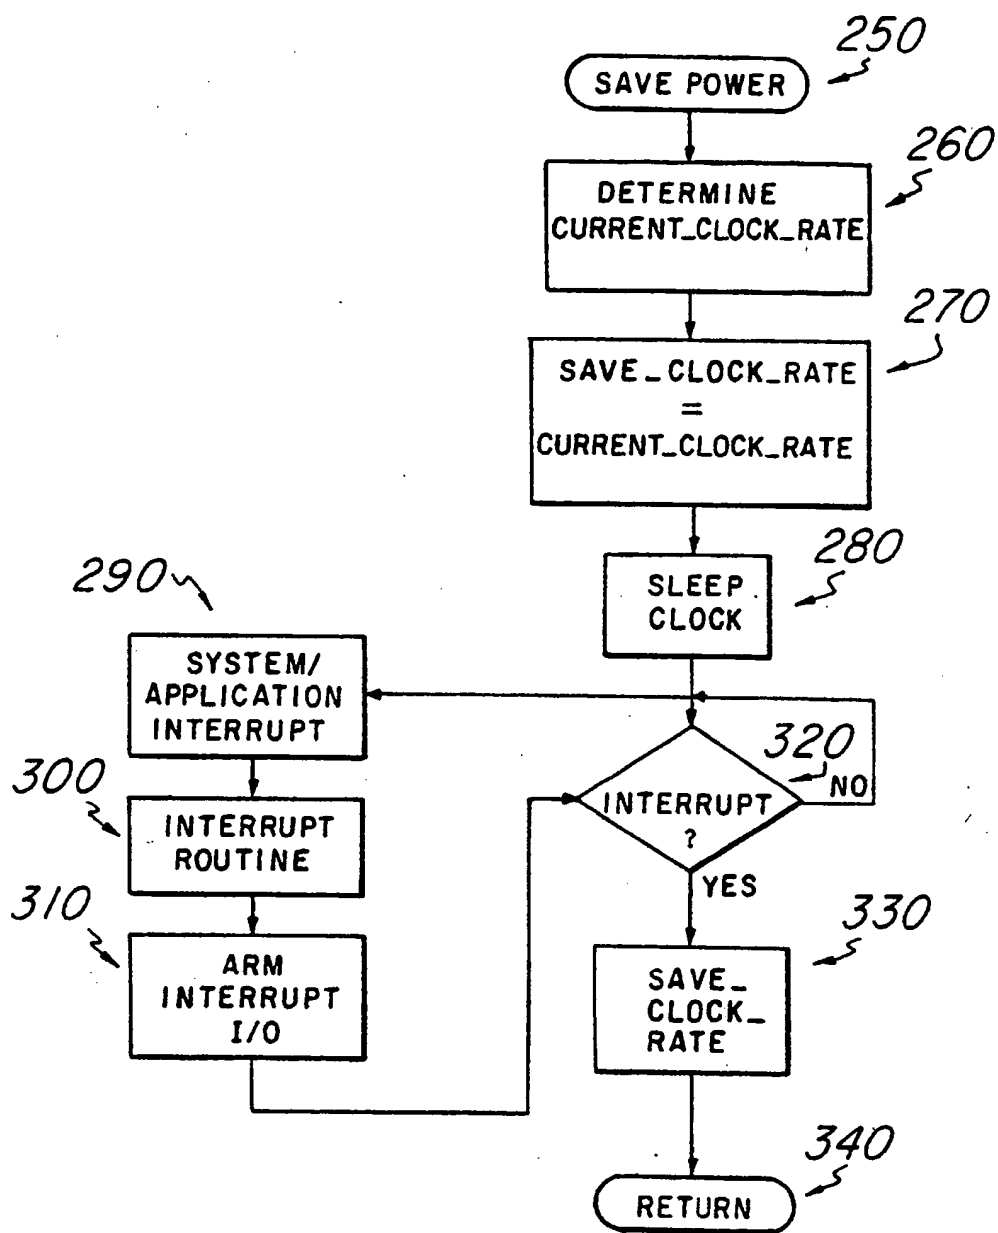 250
SAVE POWER
260
DETERMINE
CURRENT_CLOCK_RATE
270
SAVE_CLOCK_RATE
=
CURRENT_CLOCK_RATE
280
SLEEP
CLOCK
290
SYSTEM/
APPLICATION
INTERRUPT
300
INTERRUPT
ROUTINE
310
ARM
INTERRUPT
I/O
320
INTERRUPT
?
NO
YES
330
SAVE_
CLOCK_
RATE
340
RETURN